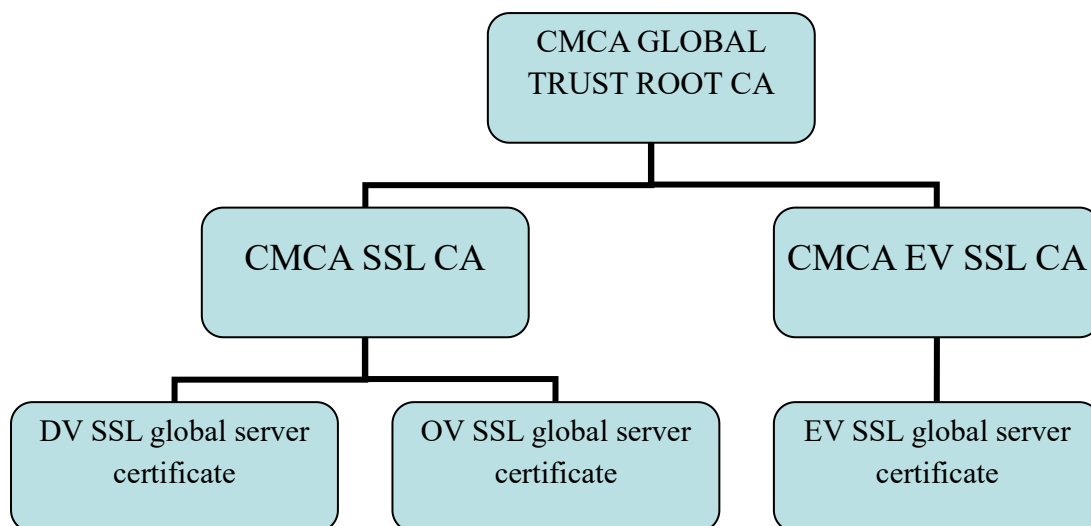 CMCA GLOBAL
TRUST ROOT CA
CMCA SSL CA
CMCA EV SSL CA
DV SSL global server
certificate
OV SSL global server
certificate
EV SSL global server
certificate